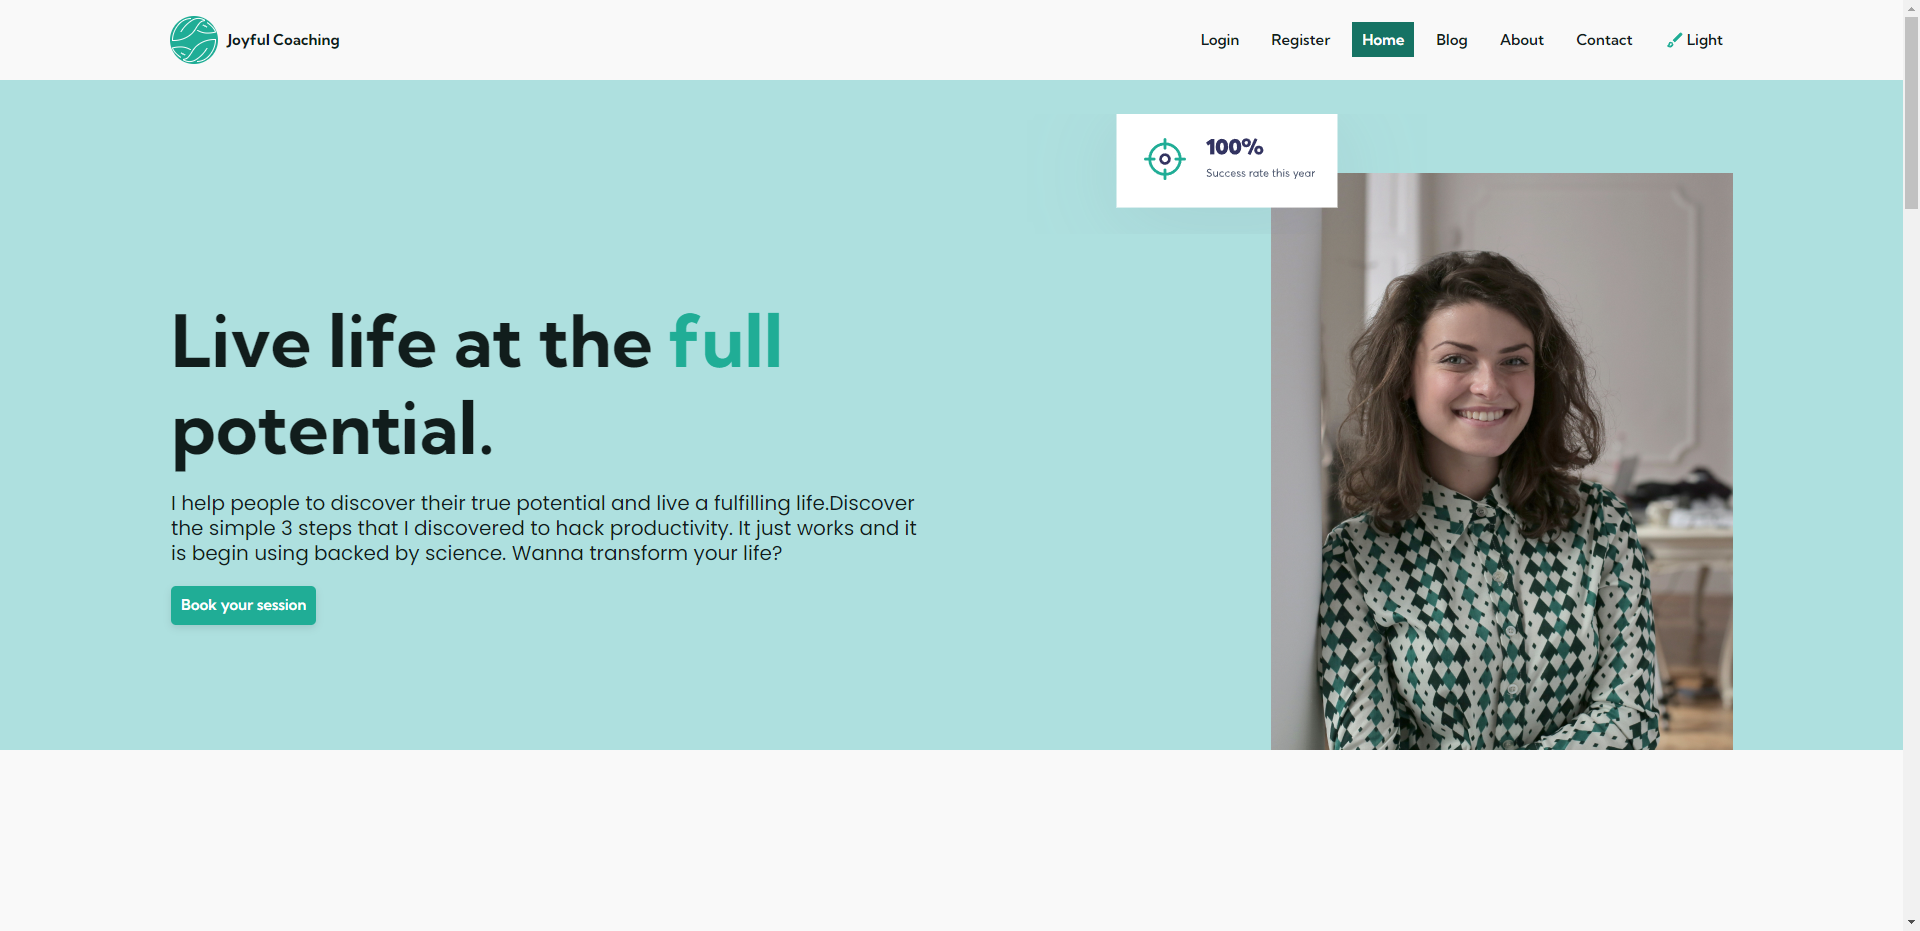 Joyful Coaching
Login
Register
Home
Blog
About
Contact
Light
100%
Success rate this year
Live life at the full
potential.
I help people to discover their true potential and live a fulfilling life.Discover
the simple 3 steps that I discovered to hack productivity. It just works and it
is begin using backed by science. Wanna transform your life?
Book your session